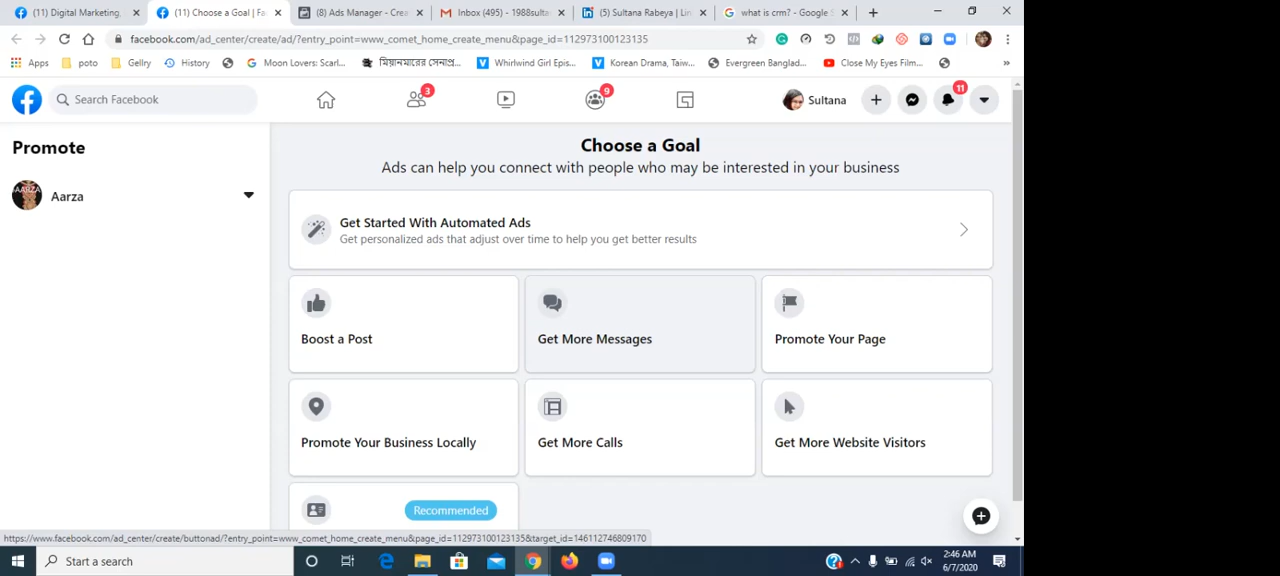 (11) Digital Marketing,
(11) Choose a Goal | Fa
(8) Ads Manager - Crea
Inbox (495) - 1988sulta
(5) Sultana Rabeya | Lin
what is crm? - Google S
facebook.com/ad_center/create/ad/?entry_point=www_comet_home_create_menu&page_id=112973100123135
Apps
poto
Gellry
History
Moon Lovers: Scarl...
মিয়ানমারের সেনাপ্র...
Whirlwind Girl Epis...
Korean Drama, Taiw...
Evergreen Banglad...
Close My Eyes Film...
»
Search Facebook
3
9
Sultana
11
Promote
AARZA
Aarza
Choose a Goal
Ads can help you connect with people who may be interested in your business
Get Started With Automated Ads
Get personalized ads that adjust over time to help you get better results
Boost a Post
Get More Messages
Promote Your Page
Promote Your Business Locally
Get More Calls
Get More Website Visitors
Recommended
https://www.facebook.com/ad_center/create/buttonad/?entry_point=www_comet_home_create_menu&page_id=112973100123135&target_id=146112746809170
Start a search
2:46 AM
6/7/2020